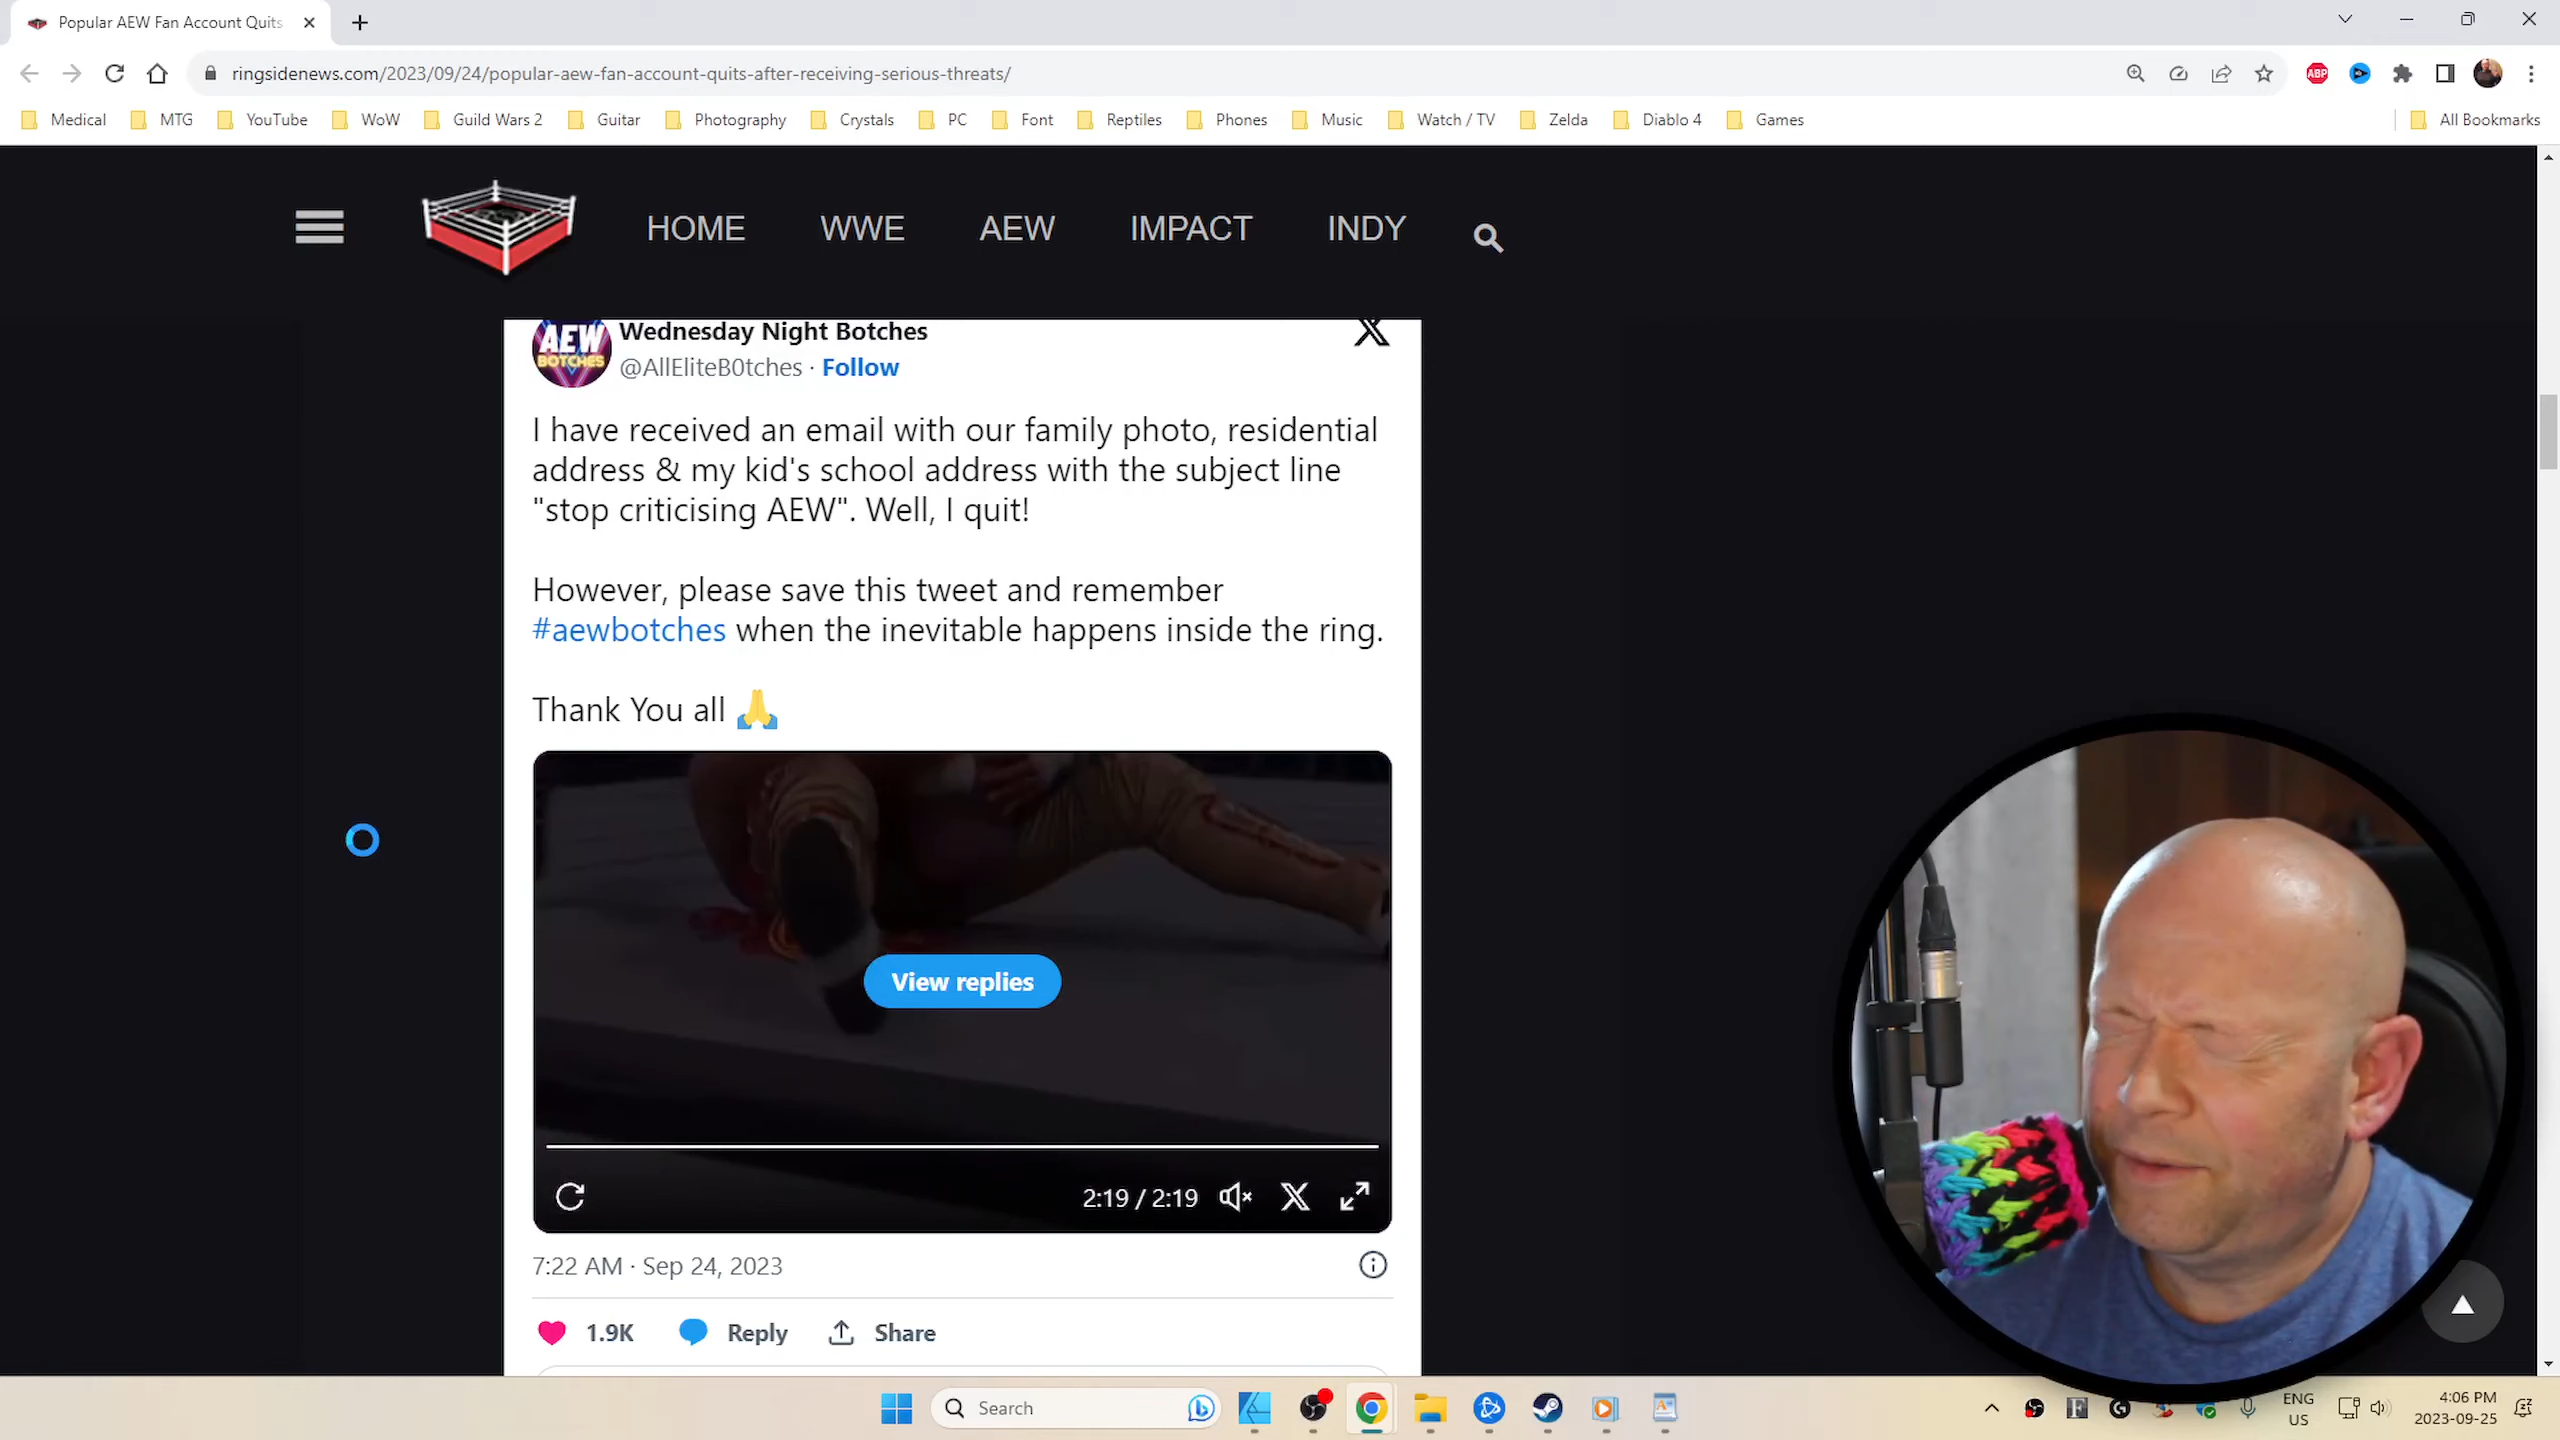 Popular AEW Fan Account Quits
ringsidenews.com/2023/09/24/popular-aew-fan-account-quits-after-receiving-serious-threats/
ABP
Medical MTG YouTube WoW Guild Wars 2 Guitar Photography Crystals PC Font Reptiles Phones Music Watch / TV Zelda Diablo 4 Games All Bookmarks
HOME WWE AEW IMPACT INDY
AEW BOTCHES
Wednesday Night Botches
@AllEliteB0tches · Follow
I have received an email with our family photo, residential
address & my kid's school address with the subject line
"stop criticising AEW". Well, I quit!
However, please save this tweet and remember
#aewbotches when the inevitable happens inside the ring.
Thank You all 🙏
View replies
2:19 / 2:19
7:22 AM · Sep 24, 2023
1.9K Reply Share
Search
ENG
US
4:06 PM
2023-09-25